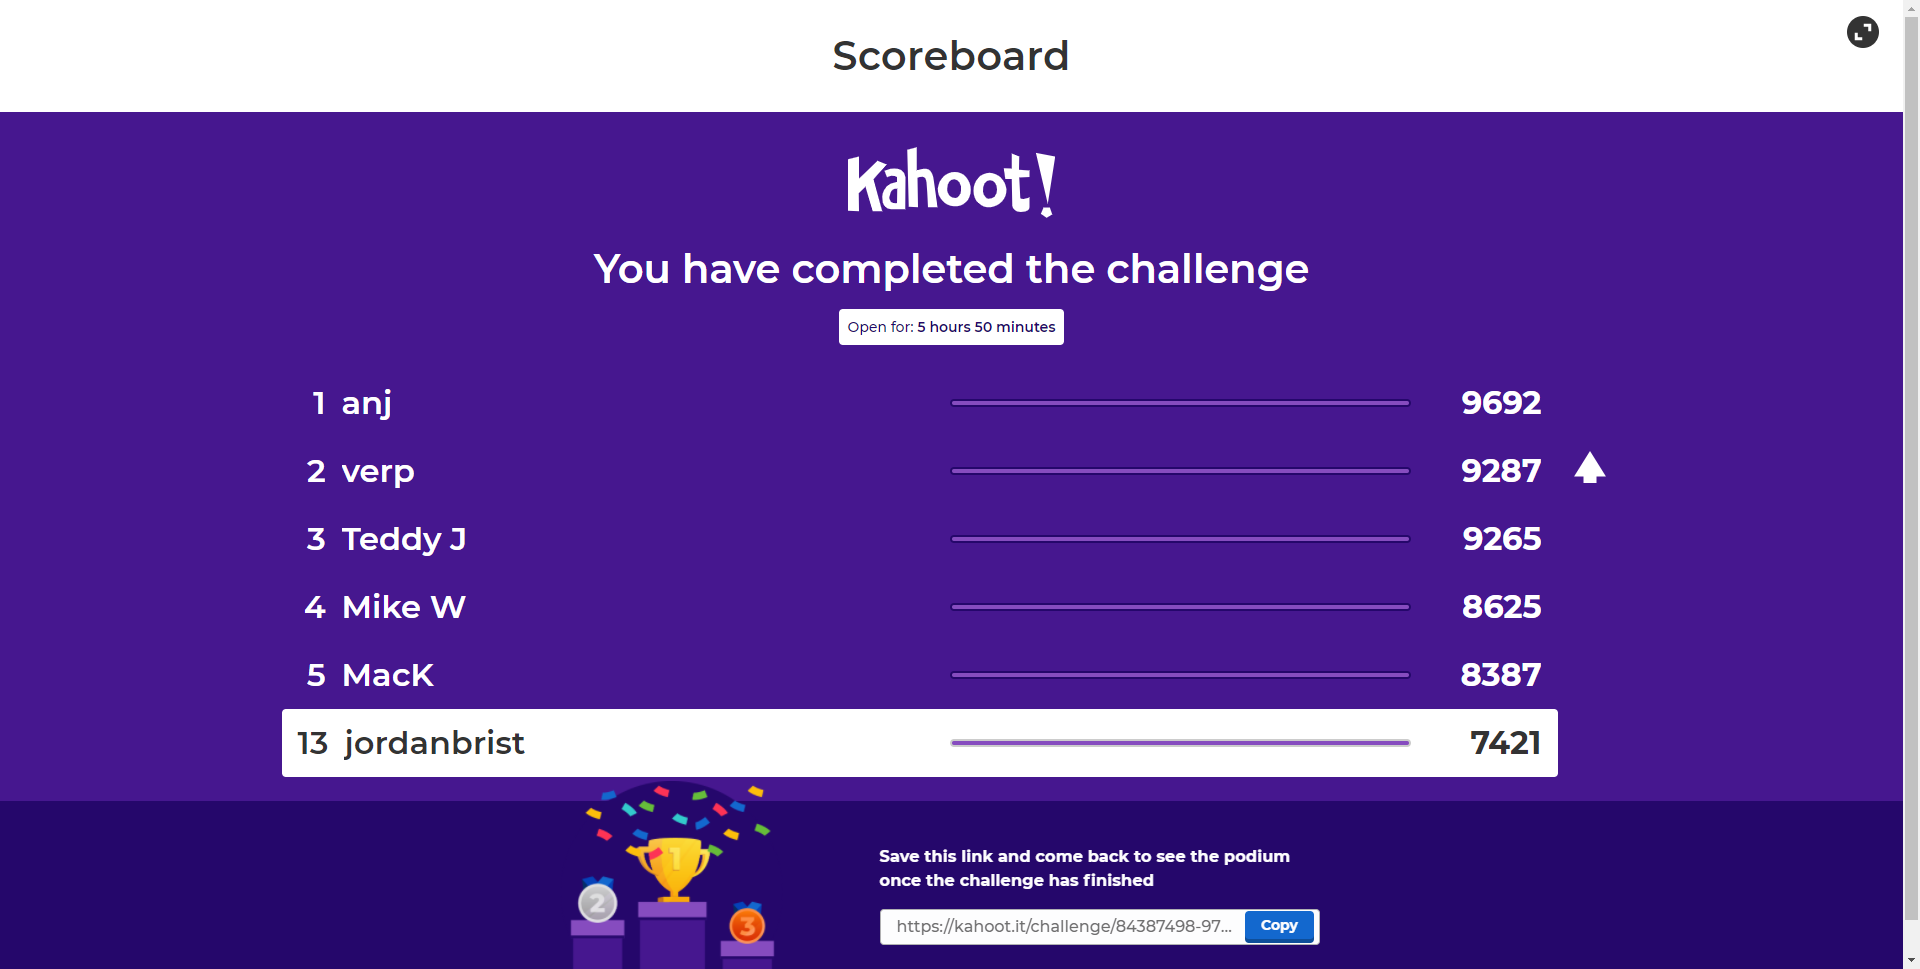 Scoreboard
Kahoot!
You have completed the challenge
Open for: 5 hours 50 minutes
1 anj 9692
2 verp 9287
3 Teddy J 9265
4 Mike W 8625
5 MacK 8387
13 jordanbrist 7421
1
2
3
Save this link and come back to see the podium
once the challenge has finished
https://kahoot.it/challenge/84387498-97... Copy